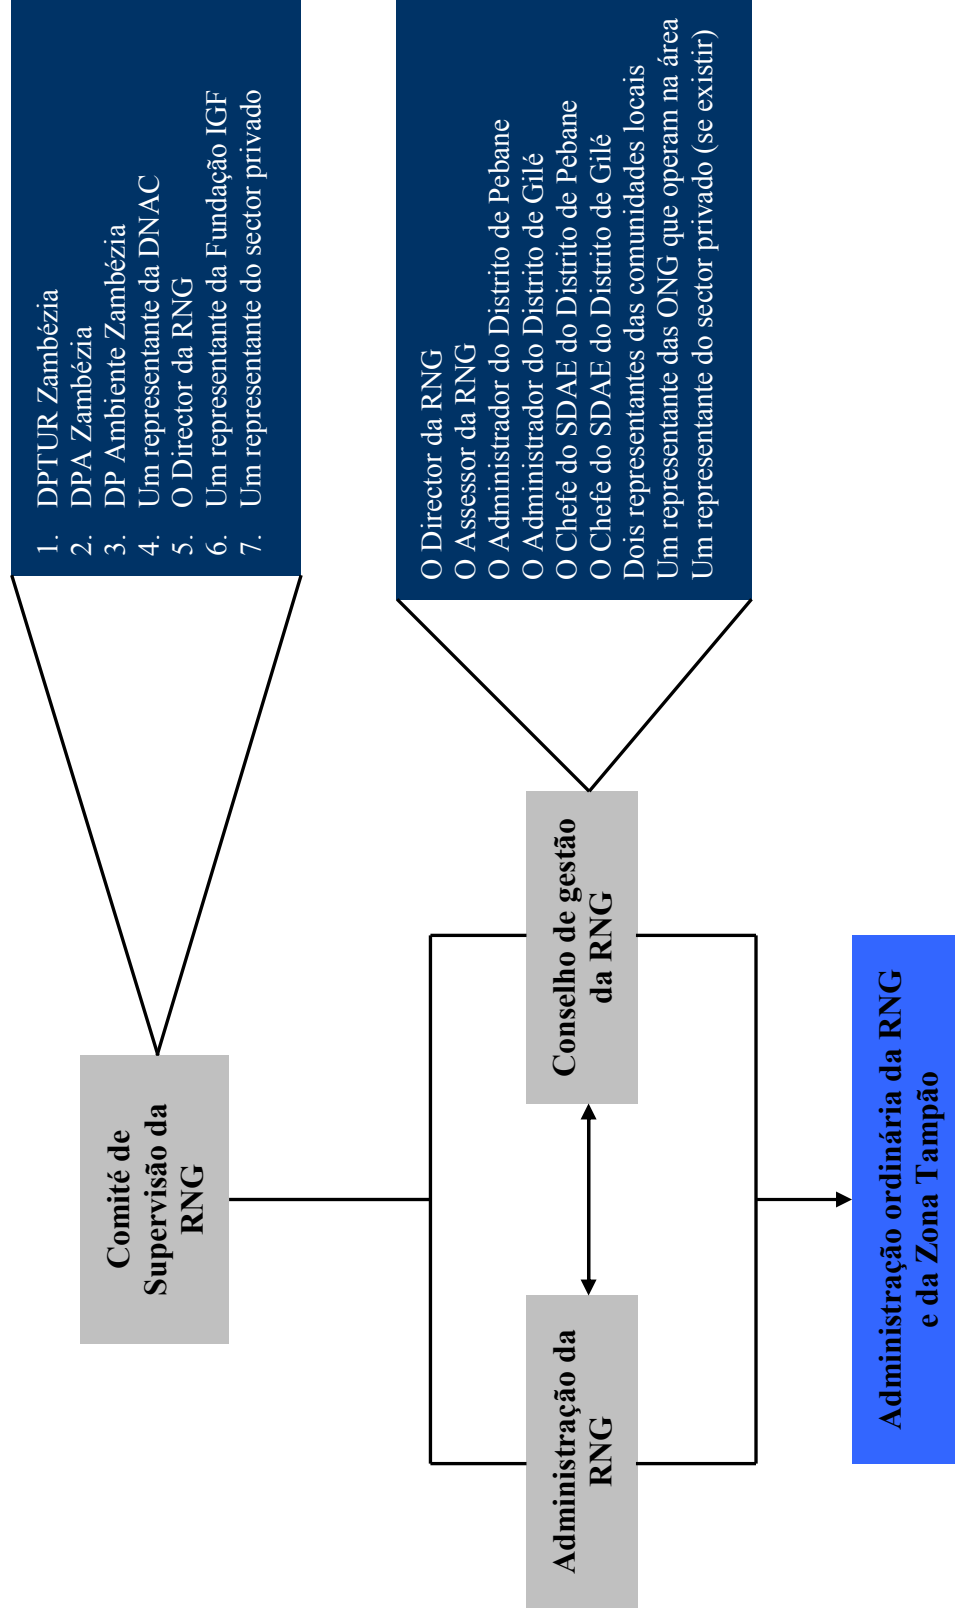 Comité de
Supervisão da
RNG
1. DPTUR Zambézia
2. DPA Zambézia
3. DP Ambiente Zambézia
4. Um representante da DNAC
5. O Director da RNG
6. Um representante da Fundação IGF
7. Um representante do sector privado
Administração da
RNG
Conselho de gestão
da RNG
O Director da RNG
O Assessor da RNG
O Administrador do Distrito de Pebane
O Administrador do Distrito de Gilé
O Chefe do SDAE do Distrito de Pebane
O Chefe do SDAE do Distrito de Gilé
Dois representantes das comunidades locais
Um representante das ONG que operam na área
Um representante do sector privado (se existir)
Administração ordinária da RNG
e da Zona Tampão